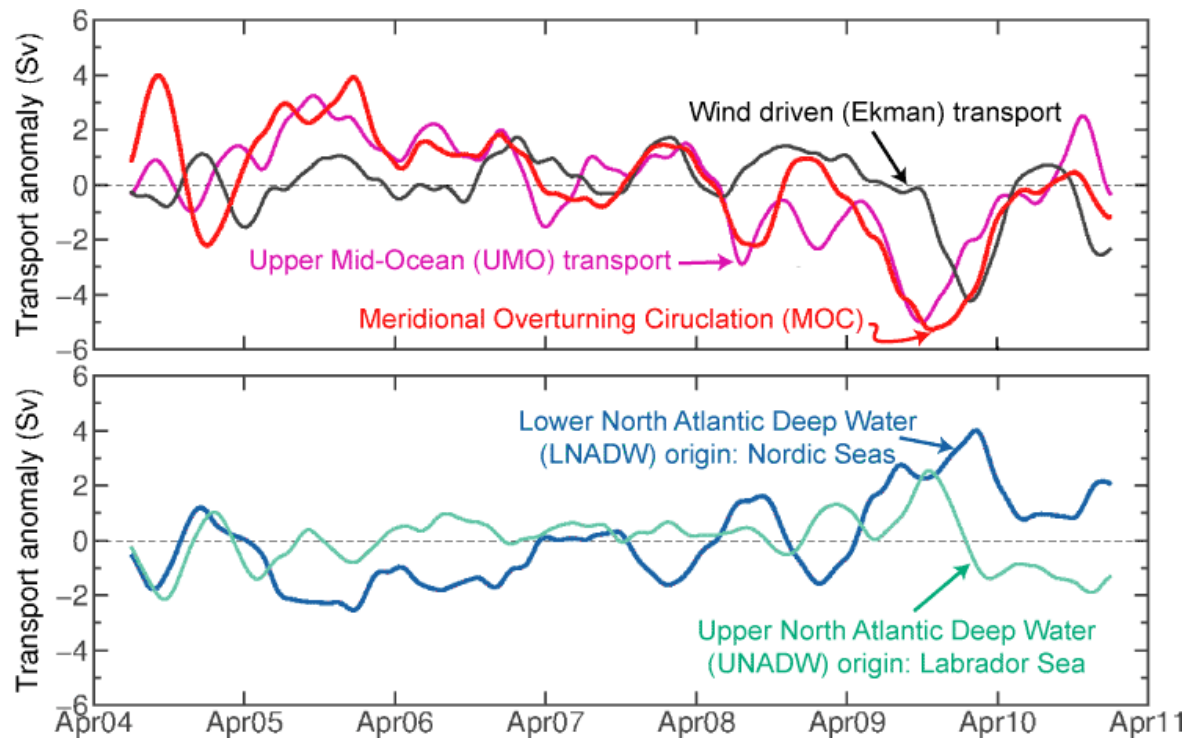 Transport anomaly (Sv)
6
4
2
0
−2
−4
−6
Wind driven (Ekman) transport
Upper Mid-Ocean (UMO) transport
Meridional Overturning Ciruclation (MOC)
Transport anomaly (Sv)
6
4
2
0
−2
−4
−6
Lower North Atlantic Deep Water
(LNADW) origin: Nordic Seas
Upper North Atlantic Deep Water
(UNADW) origin: Labrador Sea
Apr04 Apr05 Apr06 Apr07 Apr08 Apr09 Apr10 Apr11